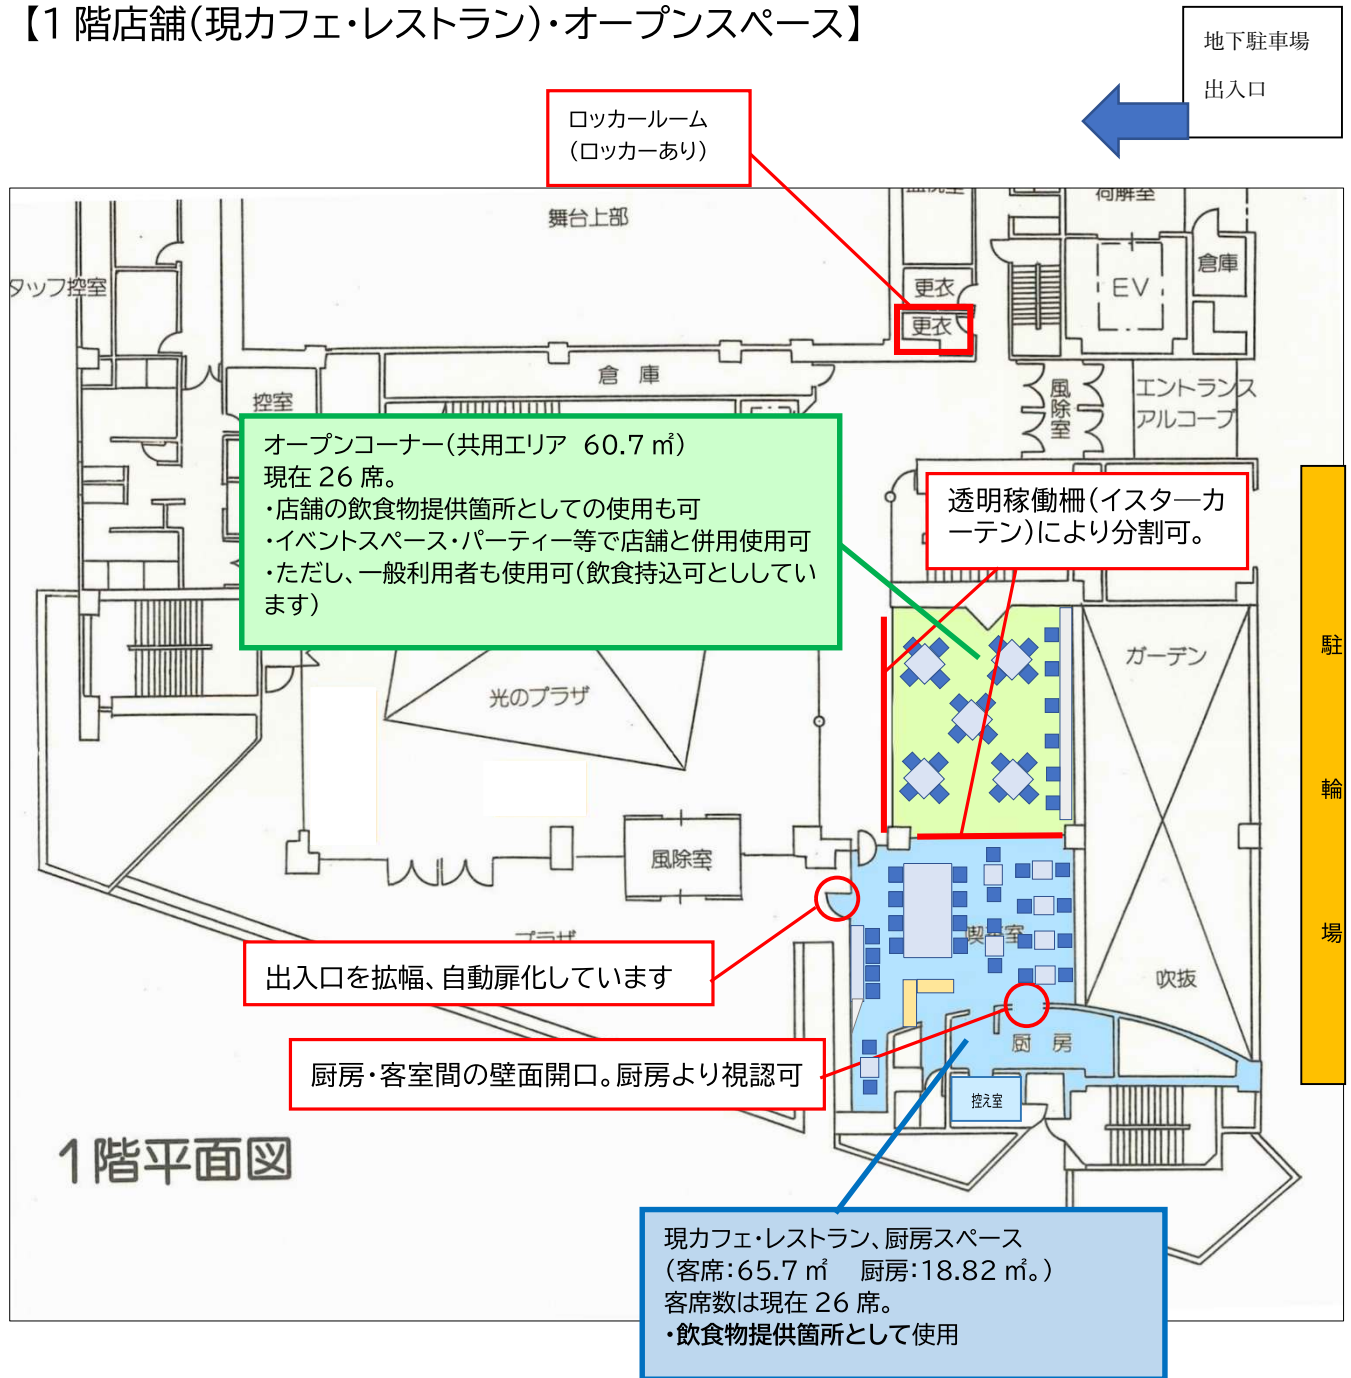 【1階店舗(現カフェ・レストラン)・オープンスペース】
地下駐車場
出入口
ロッカールーム
(ロッカーあり)
舞台上部
荷解室
倉庫
タッフ控室
更衣
EV
更衣
倉 庫
風除室
エントランス
アルコーブ
控室
オープンコーナー(共用エリア 60.7㎡)
現在26席。
・店舗の飲食物提供箇所としての使用も可
・イベントスペース・パーティー等で店舗と併用使用可
・ただし、一般利用者も使用可(飲食持込可とししてい
ます)
透明稼働柵(イスターカ
ーテン)により分割可。
駐輪場
ガーデン
光のプラザ
風除室
プラザ
喫茶室
出入口を拡幅、自動扉化しています
吹抜
厨 房
厨房・客室間の壁面開口。厨房より視認可
控え室
1階平面図
現カフェ・レストラン、厨房スペース
(客席:65.7㎡ 厨房:18.82㎡。)
客席数は現在26席。
・飲食物提供箇所として使用